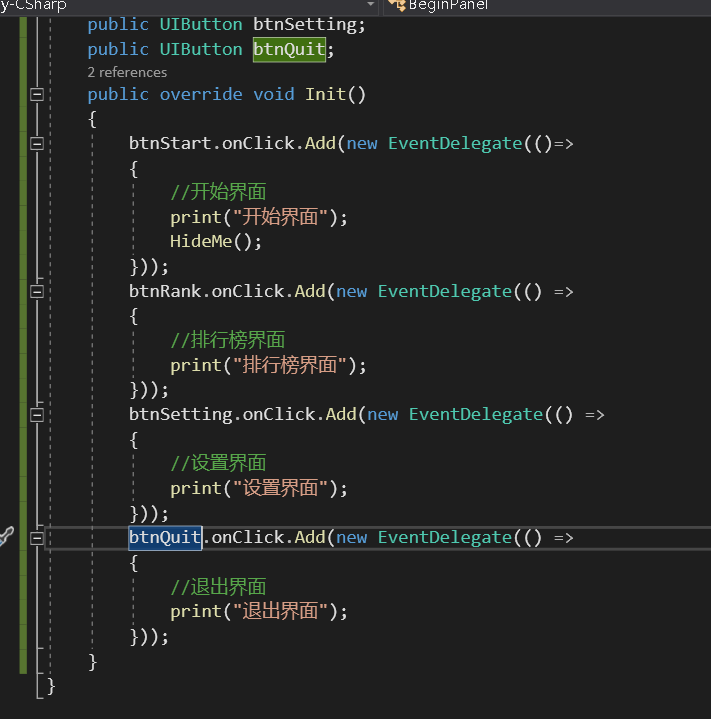 y-CSharp BeginPanel
public UIButton btnSetting;
public UIButton btnQuit;
2 references
public override void Init()
{
btnStart.onClick.Add(new EventDelegate(()=>
{
//开始界面
print("开始界面");
HideMe();
}));
btnRank.onClick.Add(new EventDelegate(() =>
{
//排行榜界面
print("排行榜界面");
}));
btnSetting.onClick.Add(new EventDelegate(() =>
{
//设置界面
print("设置界面");
}));
btnQuit.onClick.Add(new EventDelegate(() =>
{
//退出界面
print("退出界面");
}));
}
}